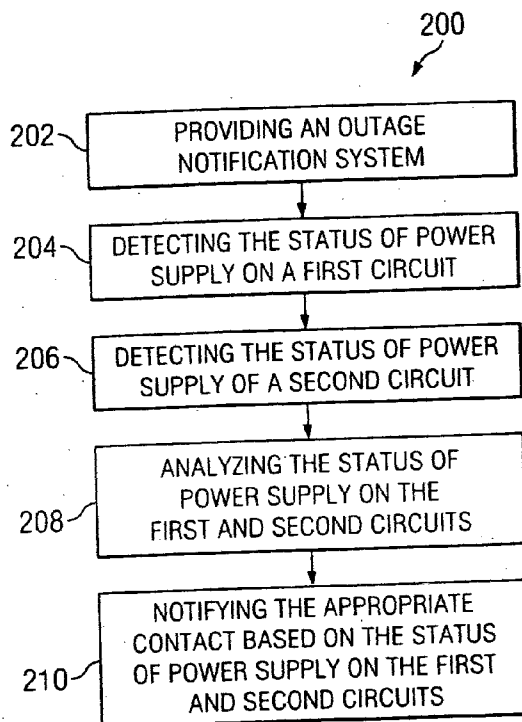 200
202
PROVIDING AN OUTAGE
NOTIFICATION SYSTEM
204
DETECTING THE STATUS OF POWER
SUPPLY ON A FIRST CIRCUIT
206
DETECTING THE STATUS OF POWER
SUPPLY OF A SECOND CIRCUIT
208
ANALYZING THE STATUS OF
POWER SUPPLY ON THE
FIRST AND SECOND CIRCUITS
210
NOTIFYING THE APPROPRIATE
CONTACT BASED ON THE STATUS
OF POWER SUPPLY ON THE FIRST
AND SECOND CIRCUITS